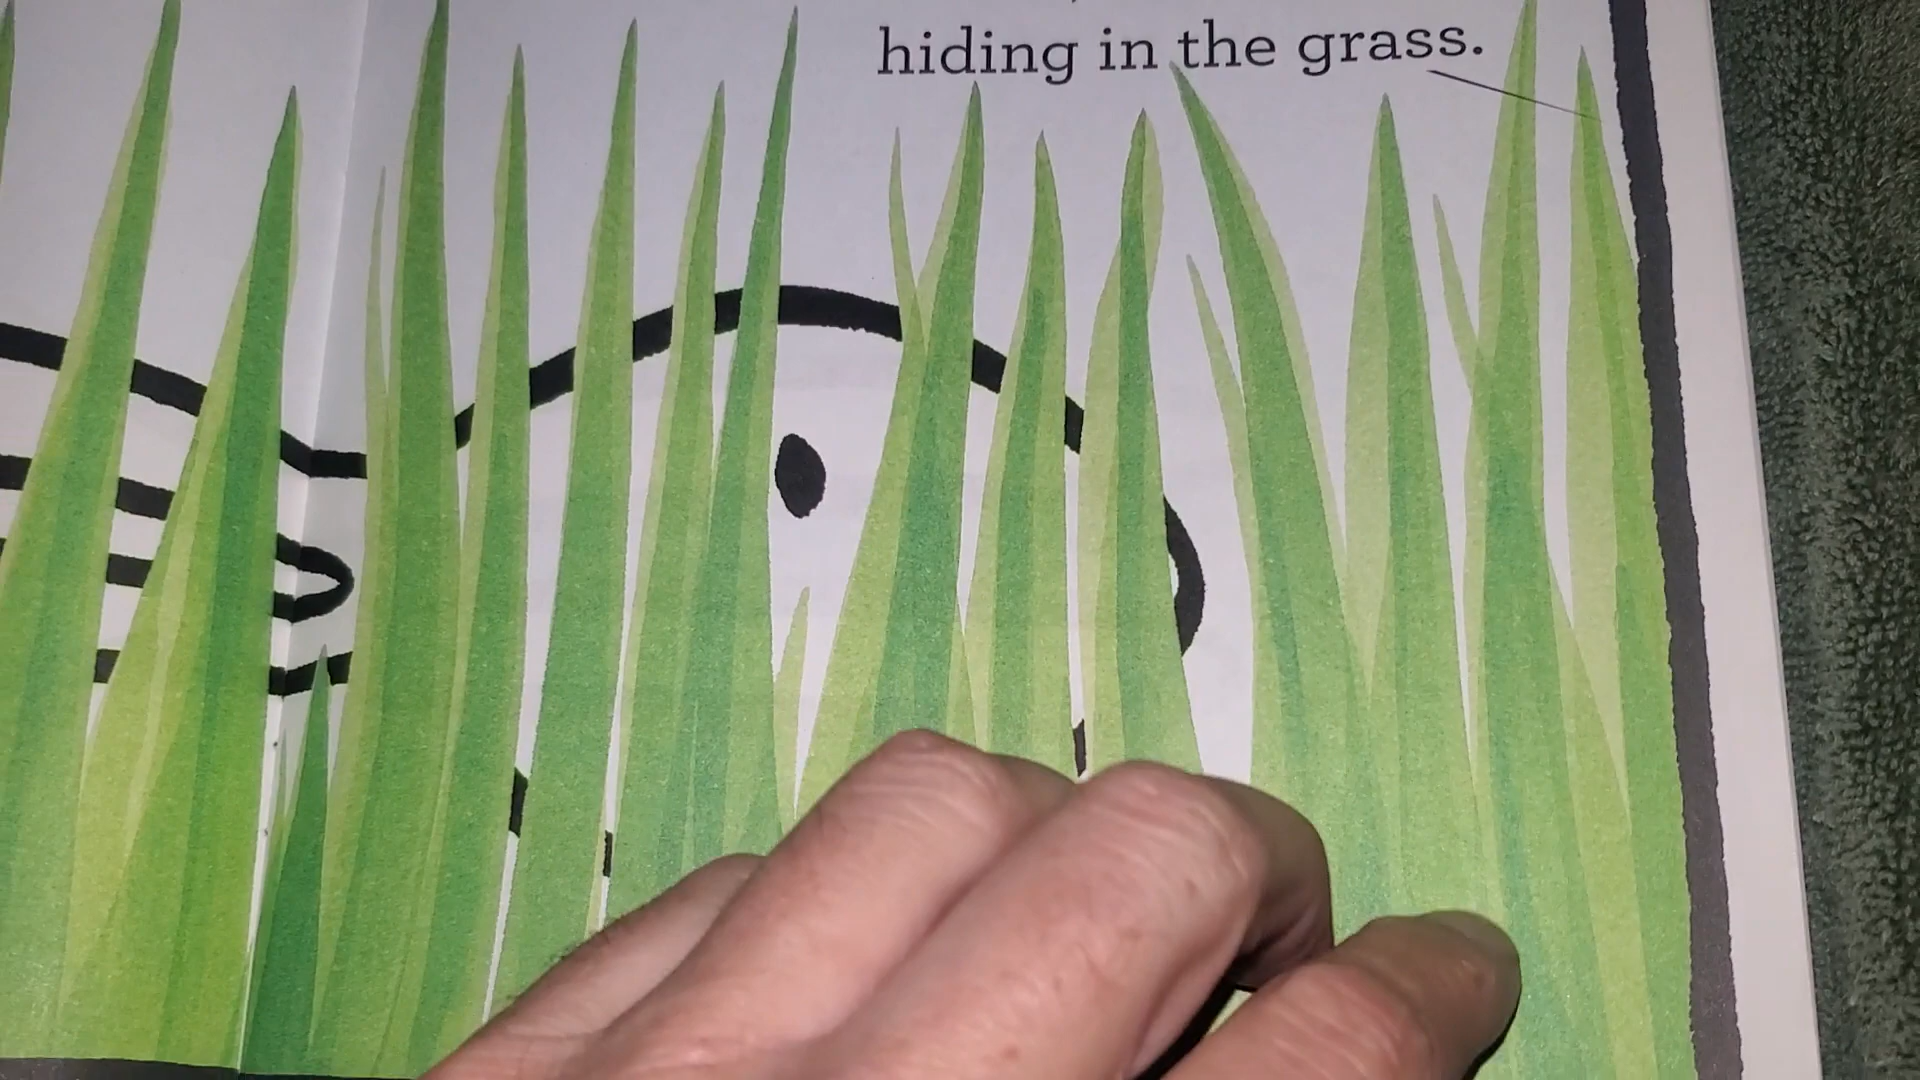 hiding in the grass.